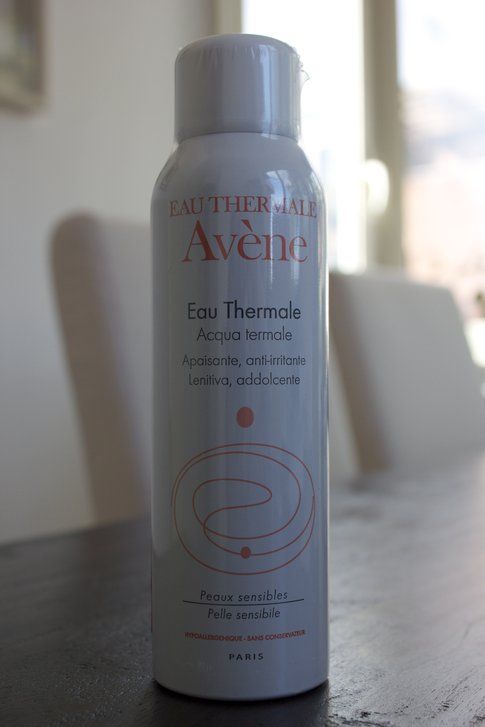 EAU THERMALE
Avène
Eau Thermale
Acqua termale
Apaisante, anti-irritante
Lenitiva, addolcente
Peaux sensibles
Pelle sensibile
HYPOALLERGENIQUE - SANS CONSERVATEUR
PARIS